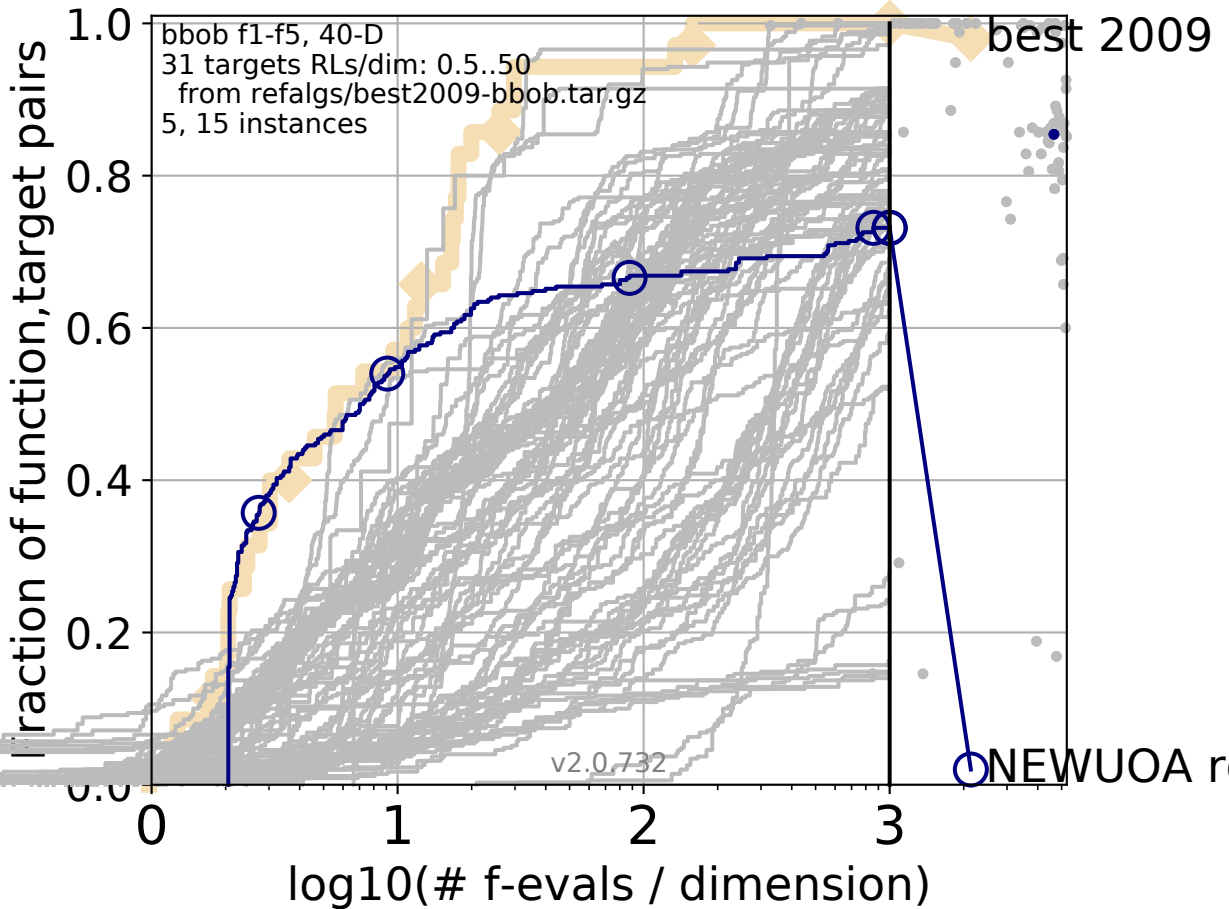 bbob f1-f5, 40-D
31 targets RLs/dim: 0.5..50
from refalgs/best2009-bbob.tar.gz
5, 15 instances
best 2009
Fraction of function,target pairs
1.0
0.8
0.6
0.4
0.2
0.0
v2.0.732
NEWUOA
0 1 2 3
log10(# f-evals / dimension)